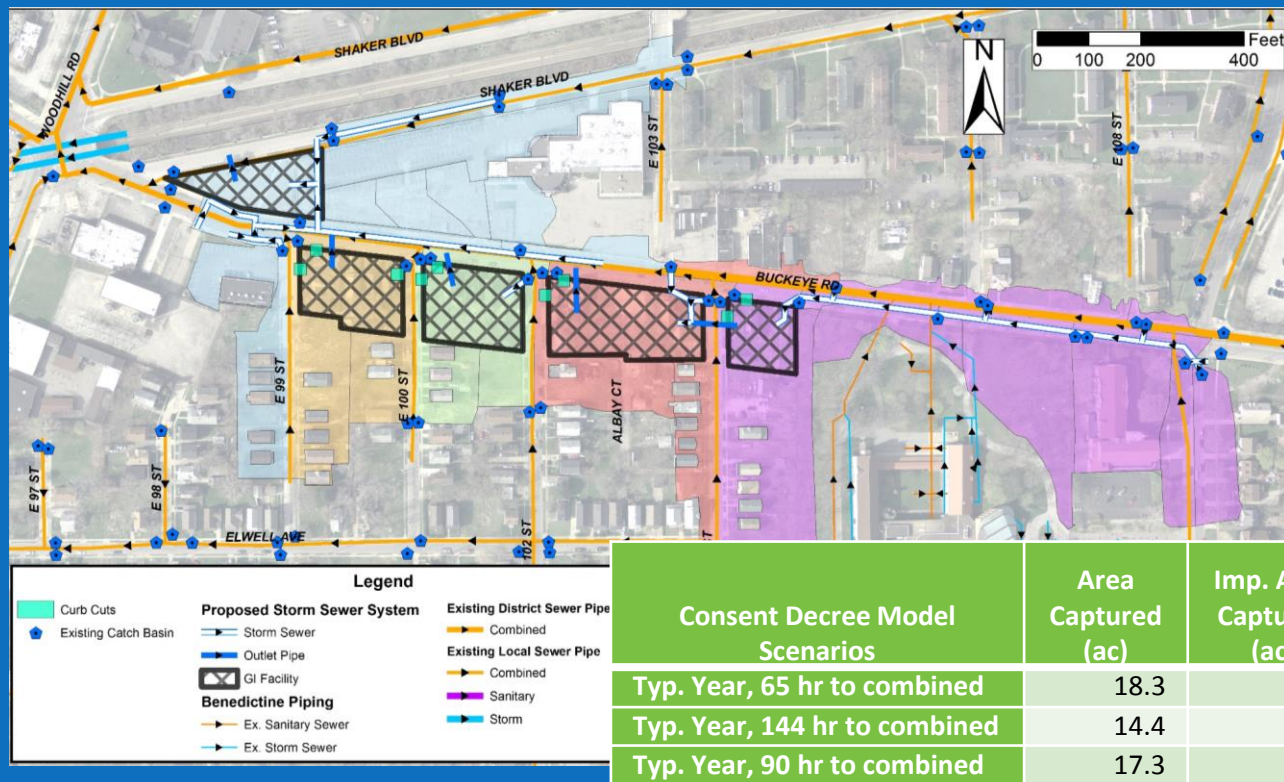 SHAKER BLVD
WOODHILL RD
SHAKER BLVD
N
Feet
0 100 200 400
E 103 ST
E 108 ST
BUCKEYE RD
E 99 ST
E 100 ST
ALBAY CT
E 97 ST
E 98 ST
102 ST
ST
ELWELL AVE
Legend
Curb Cuts
Existing Catch Basin
Proposed Storm Sewer System
Storm Sewer
Outlet Pipe
GI Facility
Benedictine Piping
Ex. Sanitary Sewer
Ex. Storm Sewer
Existing District Sewer Pipe
Combined
Existing Local Sewer Pipe
Combined
Sanitary
Storm
Consent Decree Model Scenarios Area Captured (ac) Imp.
Typ. Year, 65 hr to combined 18.3
Typ. Year, 144 hr to combined 14.4
Typ. Year, 90 hr to combined 17.3